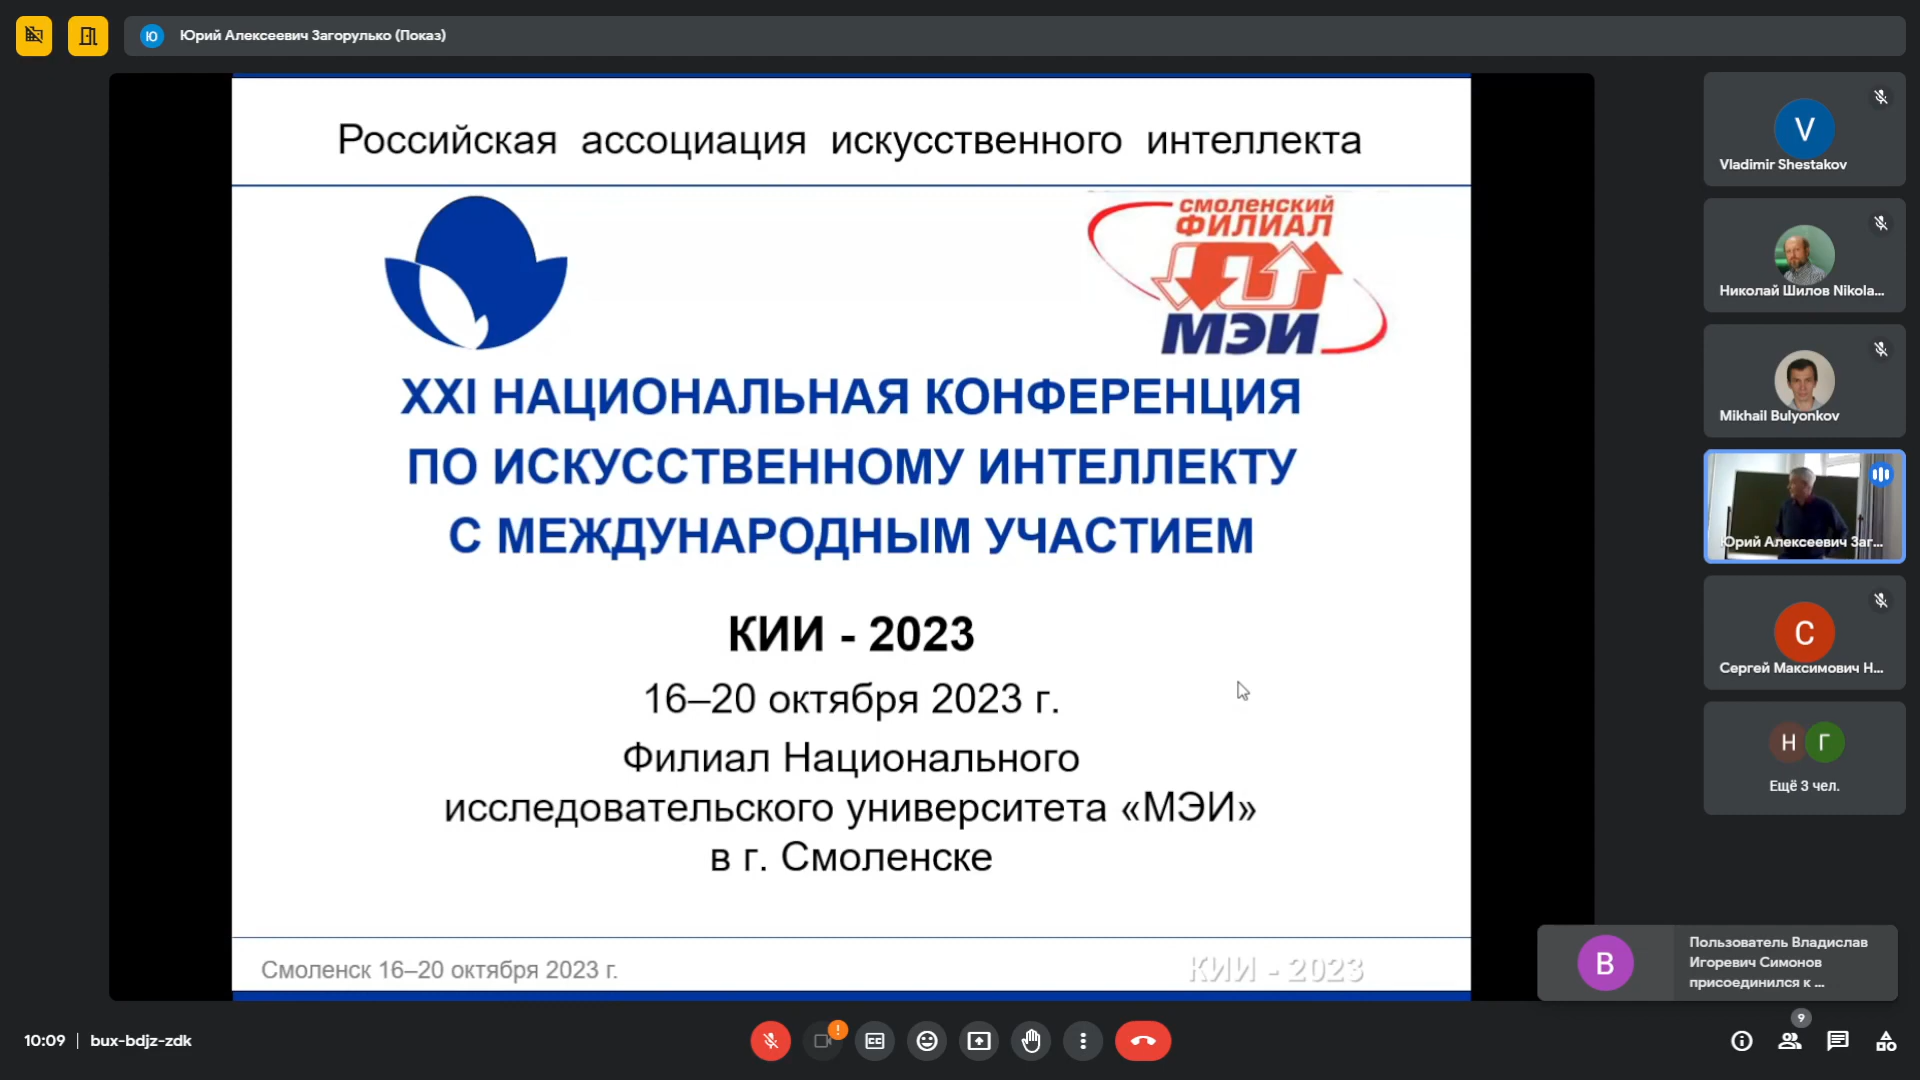 Ю Юрий Алексеевич Загорулько (Показ)
Российская ассоциация искусственного интеллекта
СМОЛЕНСКИЙ
ФИЛИАЛ
МЭИ
XXI НАЦИОНАЛЬНАЯ КОНФЕРЕНЦИЯ
ПО ИСКУССТВЕННОМУ ИНТЕЛЛЕКТУ
С МЕЖДУНАРОДНЫМ УЧАСТИЕМ
КИИ - 2023
16–20 октября 2023 г.
Филиал Национального
исследовательского университета «МЭИ»
в г. Смоленске
Смоленск 16–20 октября 2023 г.
КИИ - 2023
V
Vladimir Shestakov
Николай Шилов Nikola...
Mikhail Bulyonkov
Юрий Алексеевич Заг...
С
Сергей Максимович Н...
Н Г
Ещё 3 чел.
В
Пользователь Владислав
Игоревич Симонов
присоединился к ...
10:09 | bux-bdjz-zdk
!
CC
9